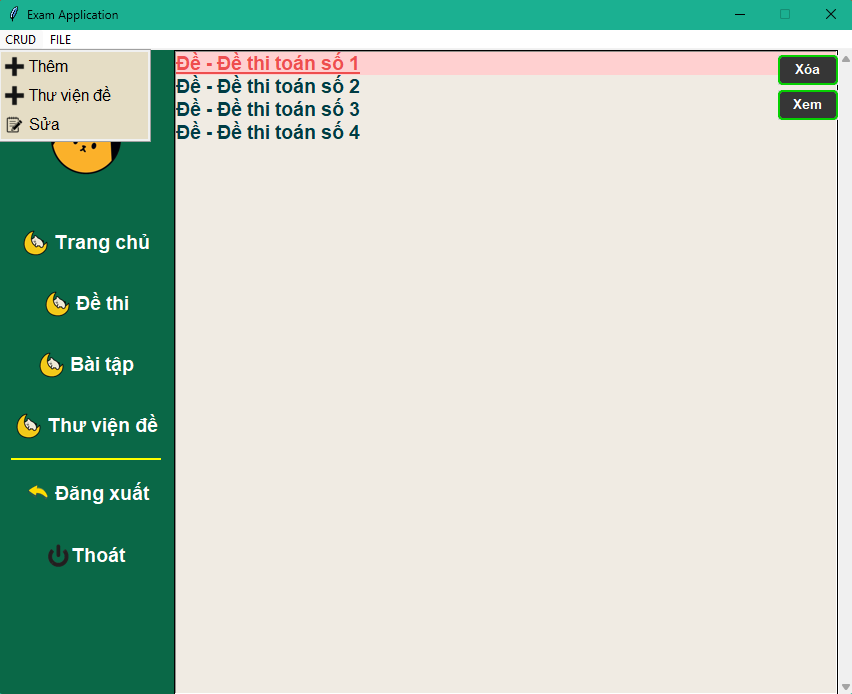 Exam Application
CRUD FILE
Thêm
Thư viện đề
Sửa
Trang chủ
Đề thi
Bài tập
Thư viện đề
Đăng xuất
Thoát
Đề - Đề thi toán số 1
Đề - Đề thi toán số 2
Đề - Đề thi toán số 3
Đề - Đề thi toán số 4
Xóa
Xem